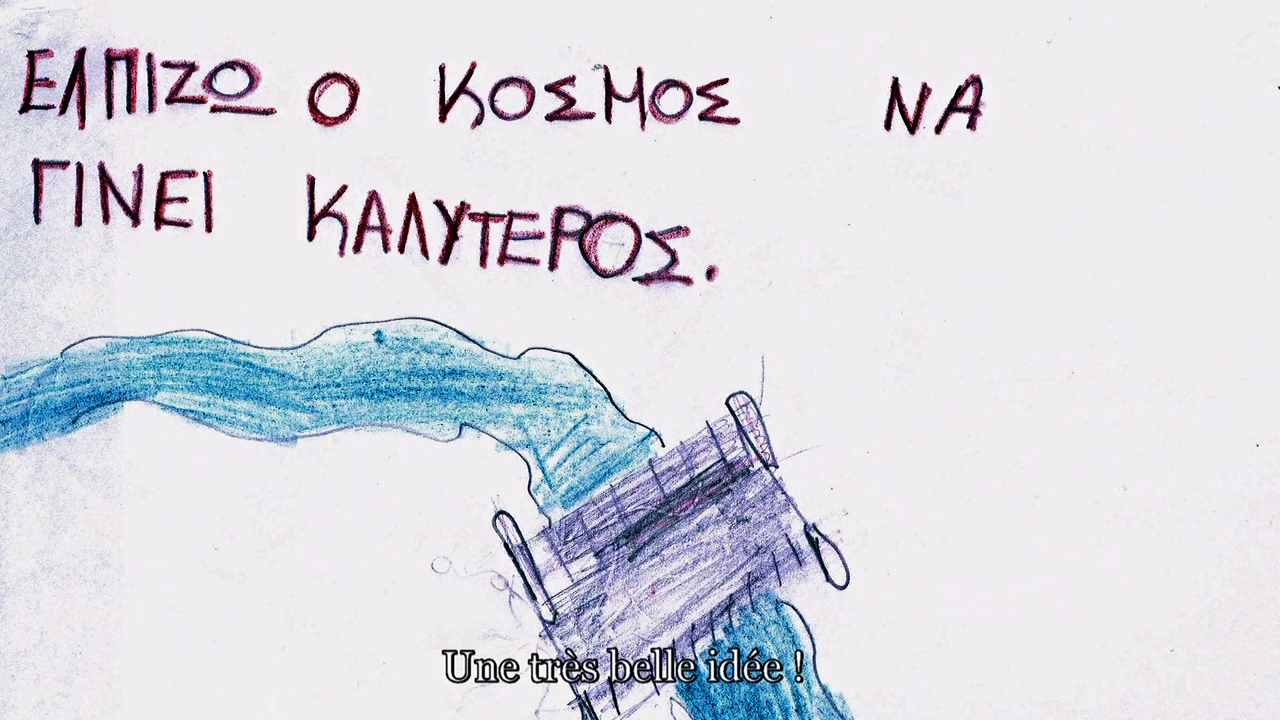 ΕΛΠΙΖΩ Ο ΚΟΣΜΟΣ ΝΑ
ΓΙΝΕΙ ΚΑΛΥΤΕΡΟΣ.
Une très belle idée !